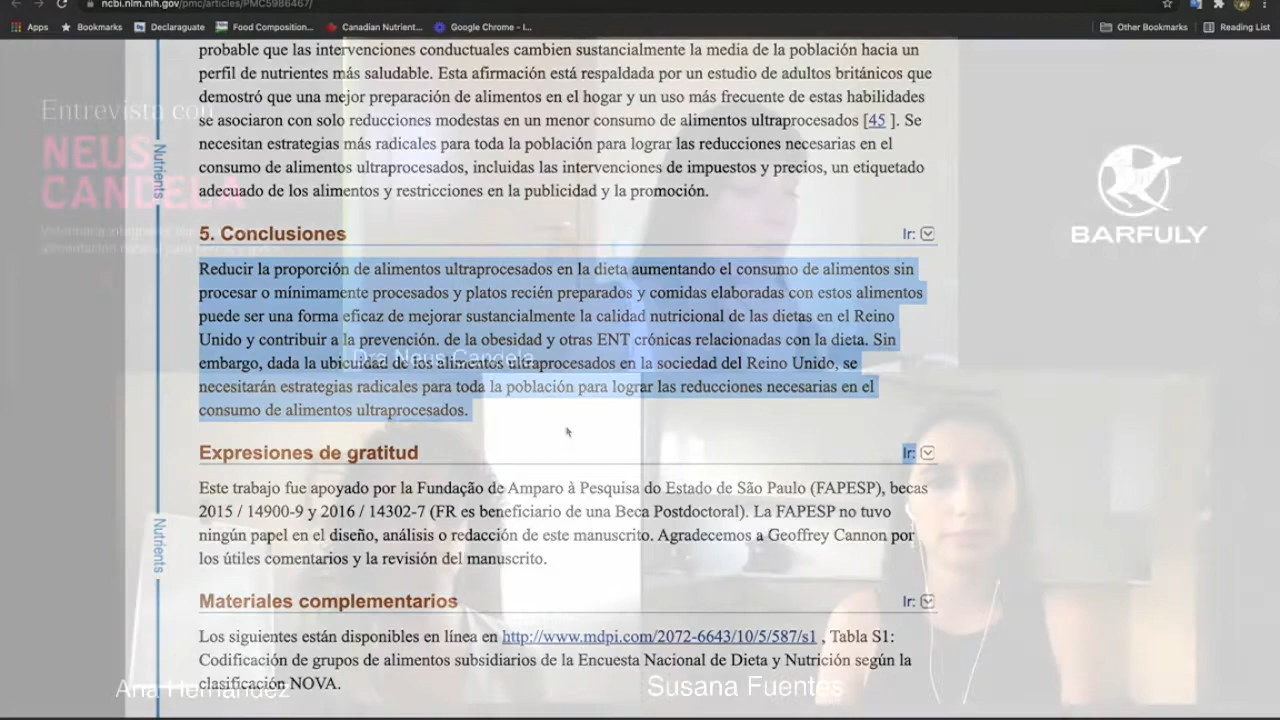 ncbi.nlm.nih.gov/pmc/articles/PMC5986467/
Apps Bookmarks Declaraguate Food Composition... Canadian Nutrient... Google Chrome - I... Other Bookmarks Reading List
probable que las intervenciones conductuales cambien sustancialmente la media de la población hacia un
perfil de nutrientes más saludable. Esta afirmación está respaldada por un estudio de adultos británicos que
demostró que una mejor preparación de alimentos en el hogar y un uso más frecuente de estas habilidades
se asociaron con solo reducciones modestas en un menor consumo de alimentos ultraprocesados [45 ]. Se
necesitan estrategias más radicales para toda la población para lograr las reducciones necesarias en el
consumo de alimentos ultraprocesados, incluidas las intervenciones de impuestos y precios, un etiquetado
adecuado de los alimentos y restricciones en la publicidad y la promoción.
Entrevista con
NEUS
CANDELA
Nutrients
BARFULY
5. Conclusiones Ir:
Reducir la proporción de alimentos ultraprocesados en la dieta aumentando el consumo de alimentos sin
procesar o mínimamente procesados y platos recién preparados y comidas elaboradas con estos alimentos
puede ser una forma eficaz de mejorar sustancialmente la calidad nutricional de las dietas en el Reino
Unido y contribuir a la prevención. de la obesidad y otras ENT crónicas relacionadas con la dieta. Sin
embargo, dada la ubicuidad de los alimentos ultraprocesados en la sociedad del Reino Unido, se
necesitarán estrategias radicales para toda la población para lograr las reducciones necesarias en el
consumo de alimentos ultraprocesados.
Dra Neus Candela
Expresiones de gratitud Ir:
Este trabajo fue apoyado por la Fundação de Amparo à Pesquisa do Estado de São Paulo (FAPESP), becas
2015 / 14900-9 y 2016 / 14302-7 (FR es beneficiario de una Beca Postdoctoral). La FAPESP no tuvo
ningún papel en el diseño, análisis o redacción de este manuscrito. Agradecemos a Geoffrey Cannon por
los útiles comentarios y la revisión del manuscrito.
Nutrients
Materiales complementarios Ir:
Los siguientes están disponibles en línea en http://www.mdpi.com/2072-6643/10/5/587/s1 , Tabla S1:
Codificación de grupos de alimentos subsidiarios de la Encuesta Nacional de Dieta y Nutrición según la
clasificación NOVA.
Ana Hernández
Susana Fuentes